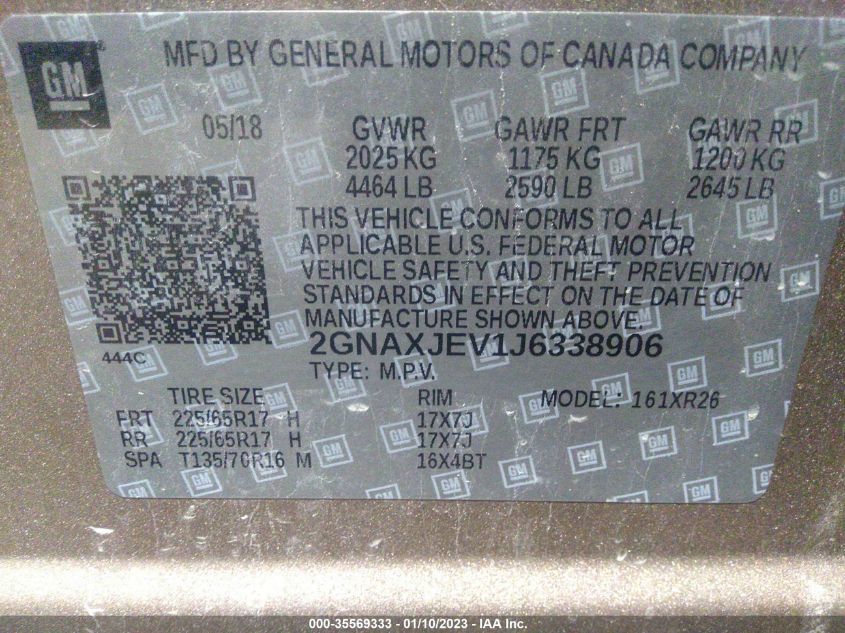 GM
MFD BY GENERAL MOTORS OF CANADA COMPANY
05/18 GVWR GAWR FRT GAWR RR
2025 KG 1175 KG 1200 KG
4464 LB 2590 LB 2645 LB
THIS VEHICLE CONFORMS TO ALL
APPLICABLE U.S. FEDERAL MOTOR
VEHICLE SAFETY AND THEFT PREVENTION
STANDARDS IN EFFECT ON THE DATE OF
MANUFACTURE SHOWN ABOVE.
444C 2GNAXJEV1J6338906
TYPE: M.P.V.
TIRE SIZE RIM MODEL: 161XR26
FRT 225/65R17 H 17X7J
RR 225/65R17 H 17X7J
SPA T135/70R16 M 16X4BT
000-35569333 - 01/10/2023 - IAA Inc.